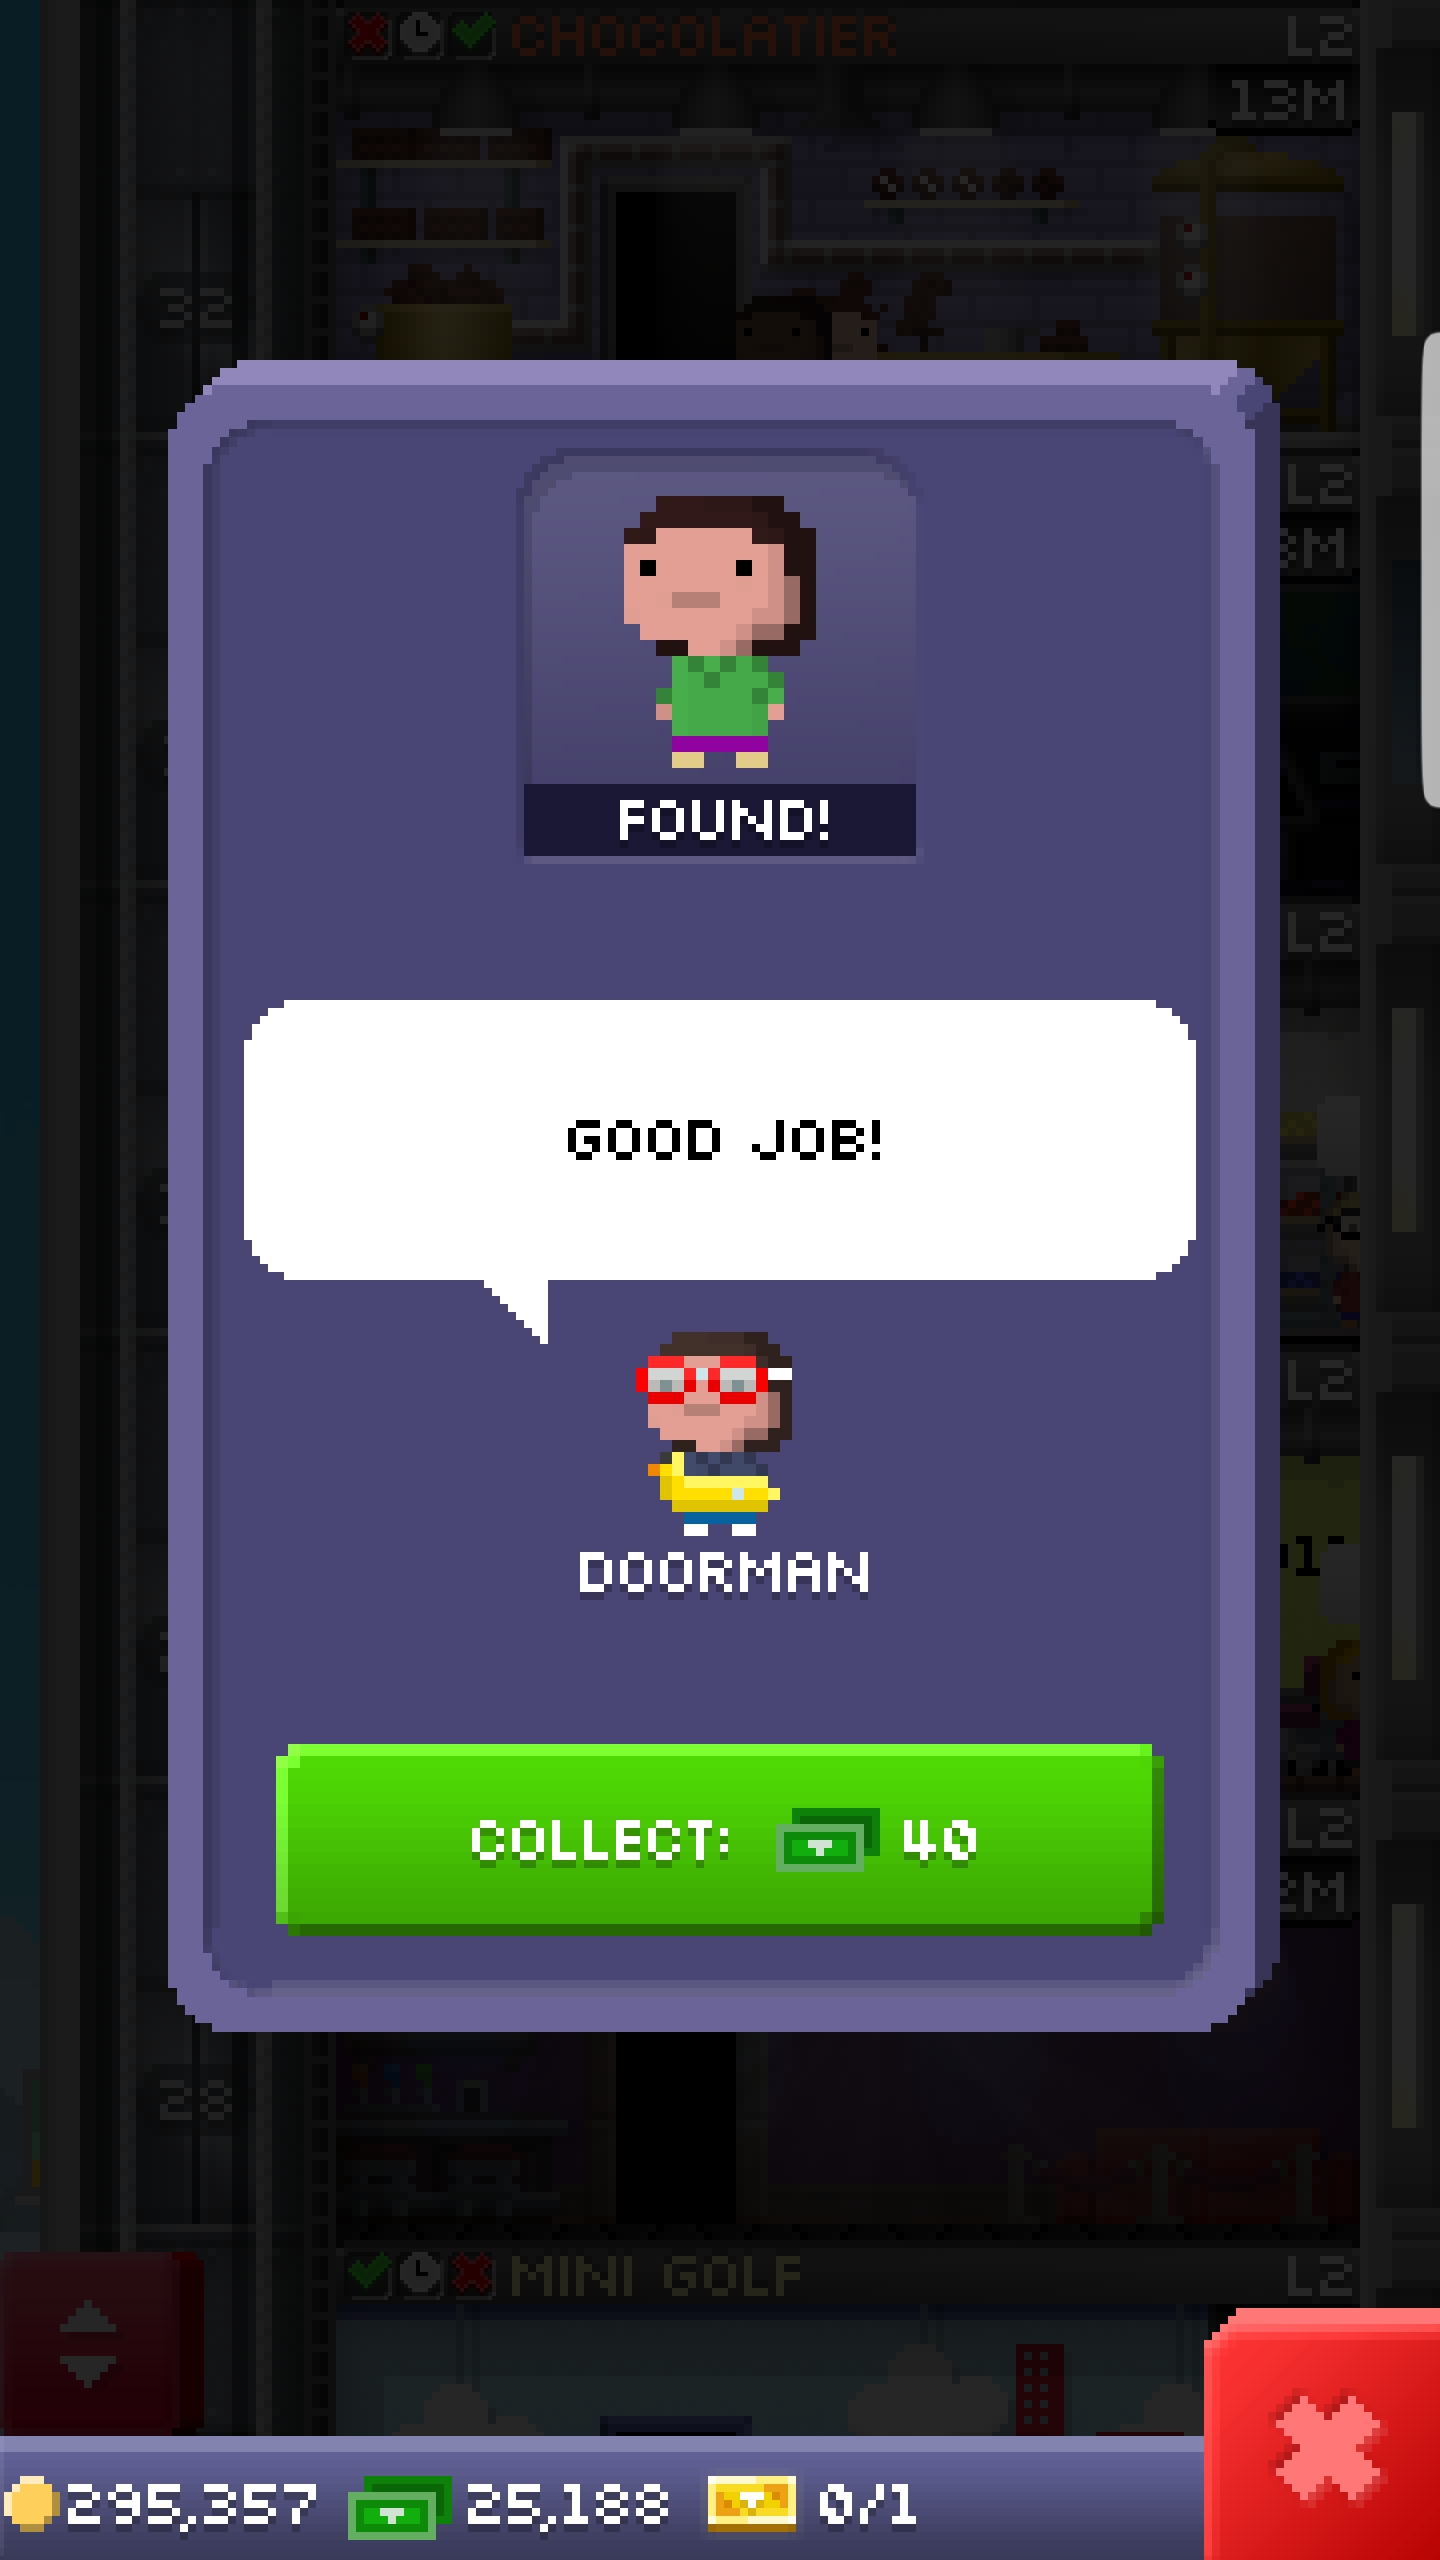 CHOCOLATIER L2
13M
32
L2
3M
FOUND!
L2
GOOD JOB!
L2
DOORMAN
COLLECT: 40
L2
2M
28
MINI GOLF L2
295,357 25,188 0/1